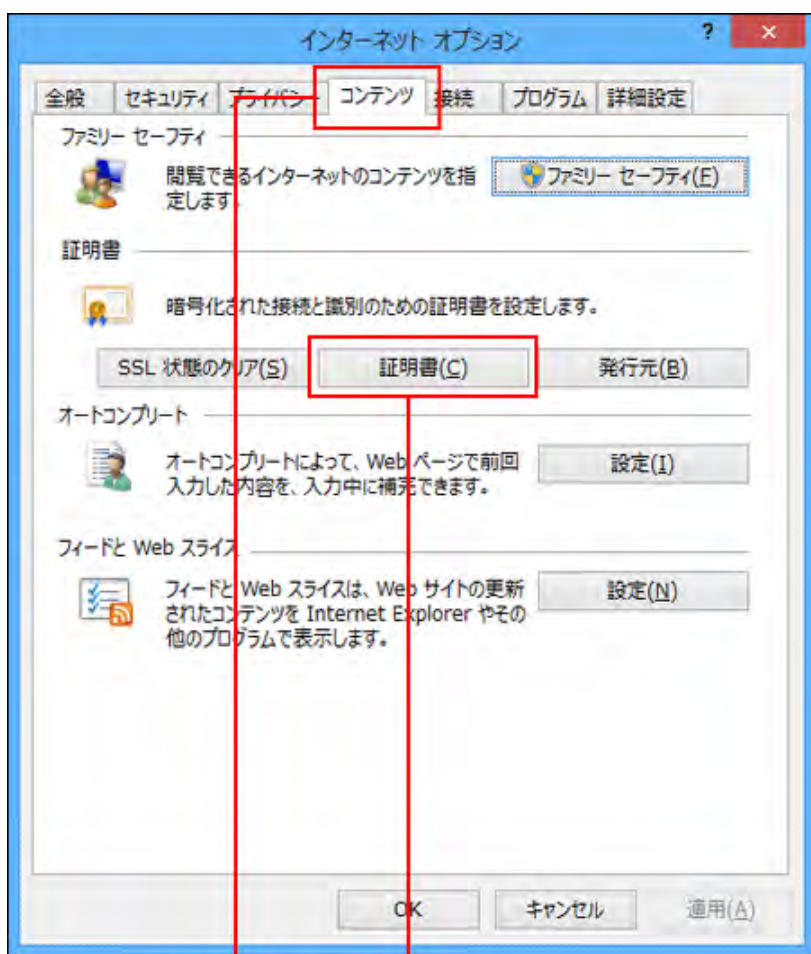 インターネット オプション
?
×
全般 セキュリティ プライバシー コンテンツ 接続 プログラム 詳細設定
ファミリー セーフティ
閲覧できるインターネットのコンテンツを指
定します。
ファミリー セーフティ(F)
証明書
暗号化された接続と識別のための証明書を設定します。
SSL 状態のクリア(S) 証明書(C) 発行元(B)
オートコンプリート
オートコンプリートによって、Web ページで前回
入力した内容を、入力中に補完できます。
設定(I)
フィードと Web スライス
フィードと Web スライスは、Web サイトの更新
されたコンテンツを Internet Explorer やその
他のプログラムで表示します。
設定(N)
OK キャンセル 適用(A)